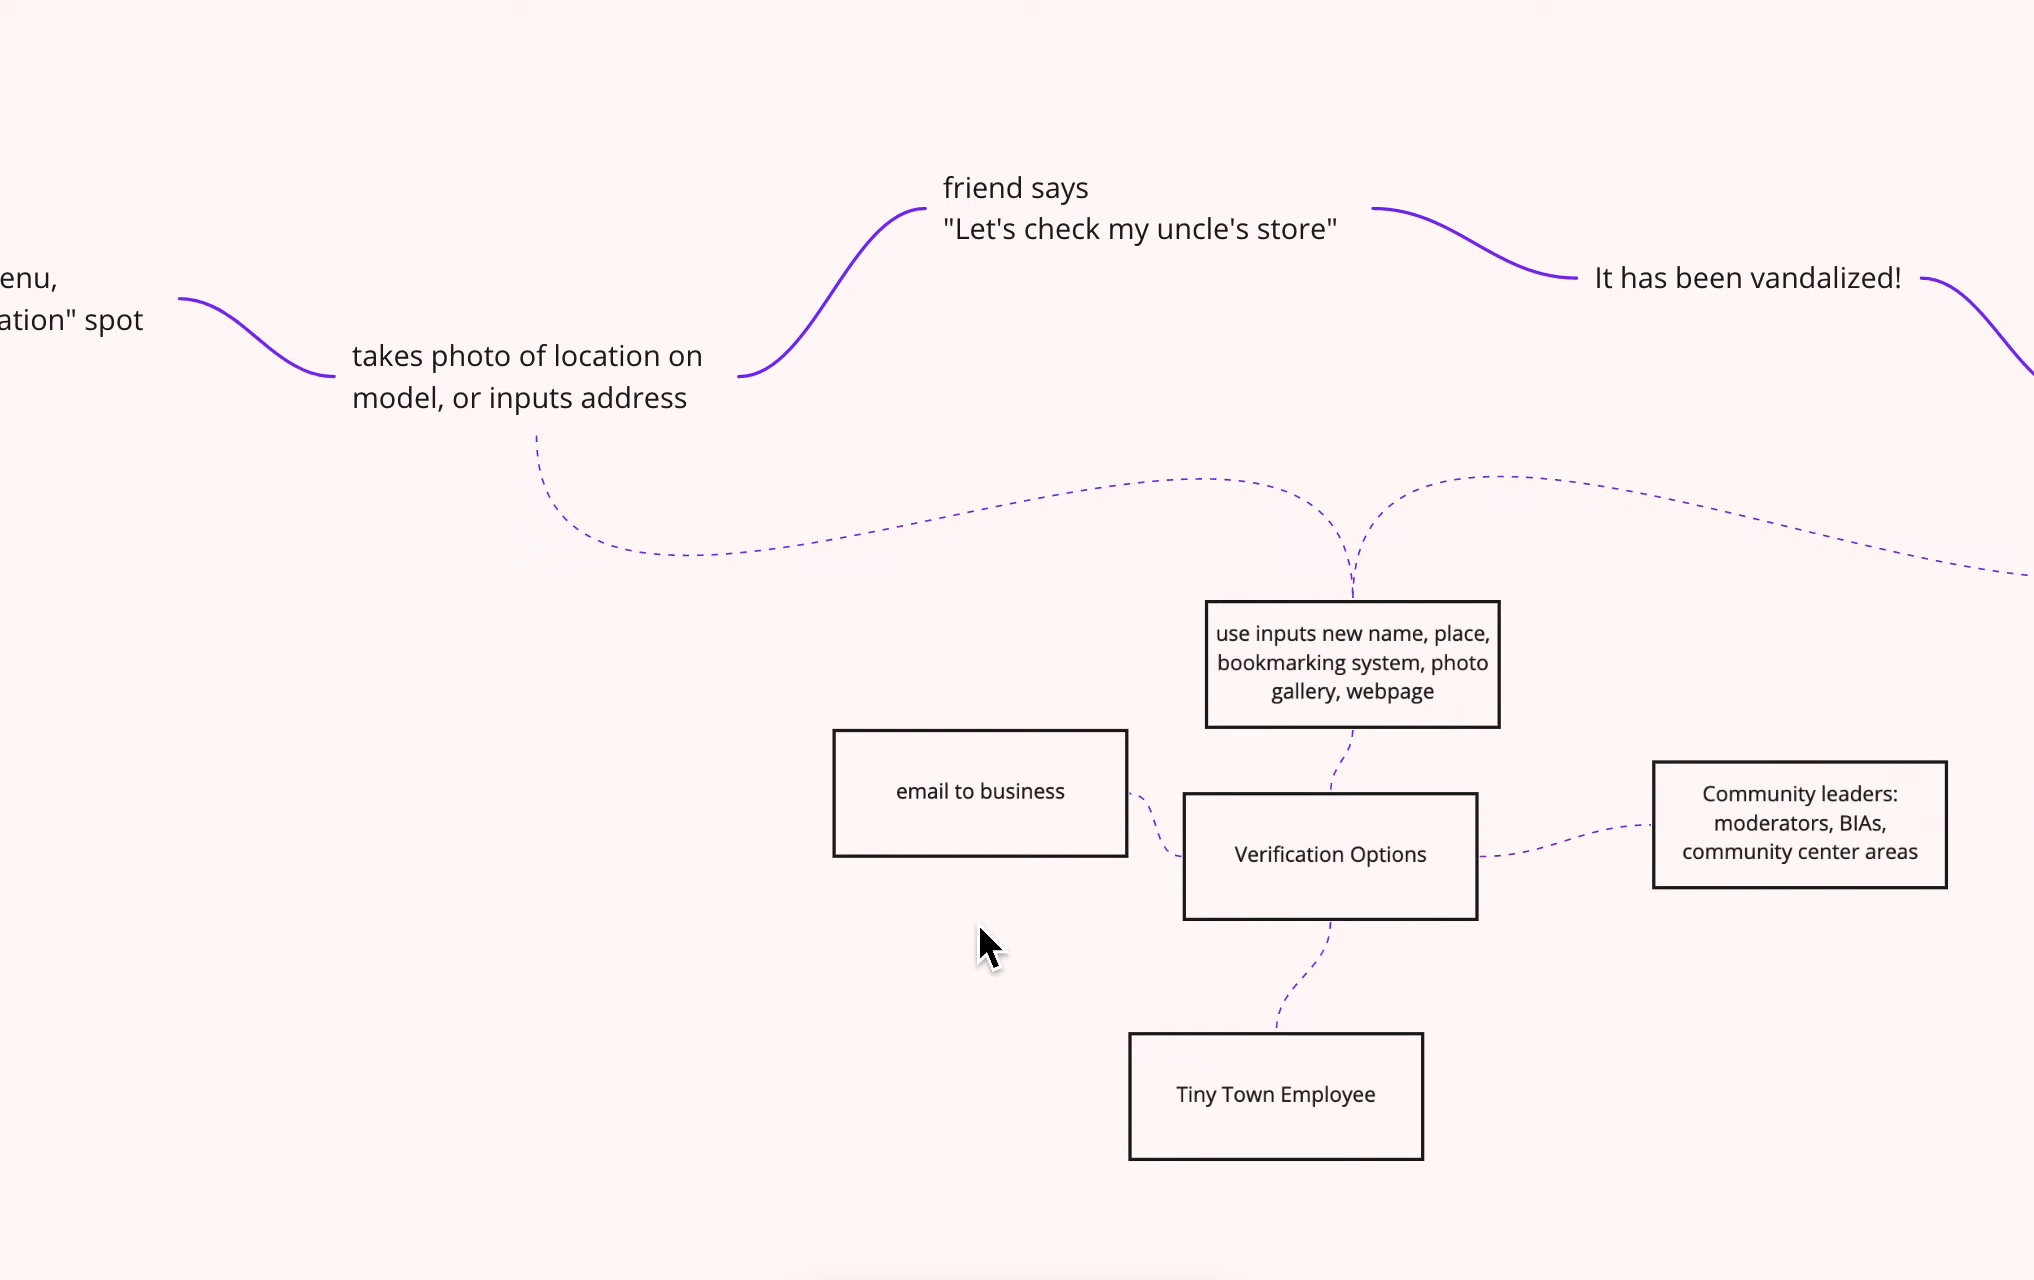 enu,
ation" spot
takes photo of location on
model, or inputs address
friend says
"Let's check my uncle's store"
It has been vandalized!
use inputs new name, place,
bookmarking system, photo
gallery, webpage
email to business
Verification Options
Community leaders:
moderators, BIAs,
community center areas
Tiny Town Employee